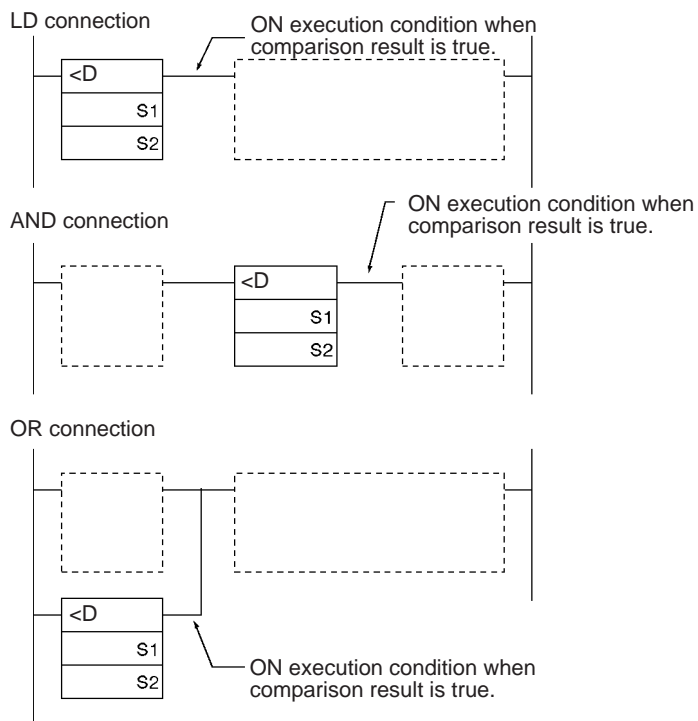 LD connection
ON execution condition when
comparison result is true.
<D
S1
S2
AND connection
ON execution condition when
comparison result is true.
<D
S1
S2
OR connection
<D
S1
S2
ON execution condition when
comparison result is true.